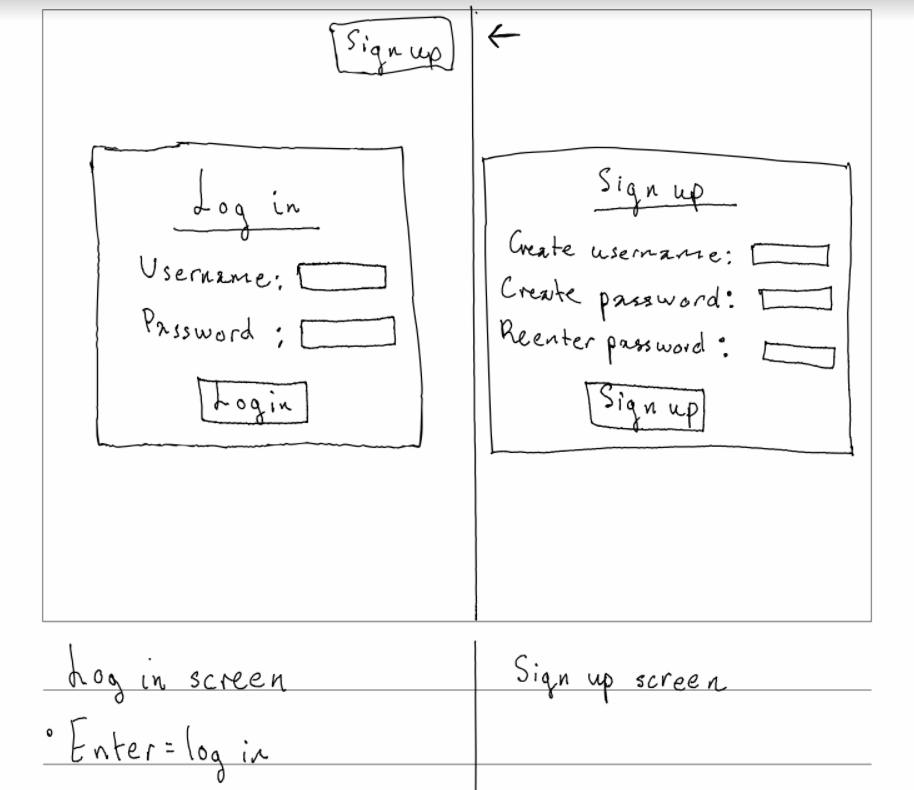 Sign up
←
Log in
Username:
Password :
Login
Sign up
Create username:
Create password:
Reenter password :
Sign up
Log in screen
• Enter = log in
Sign up screen